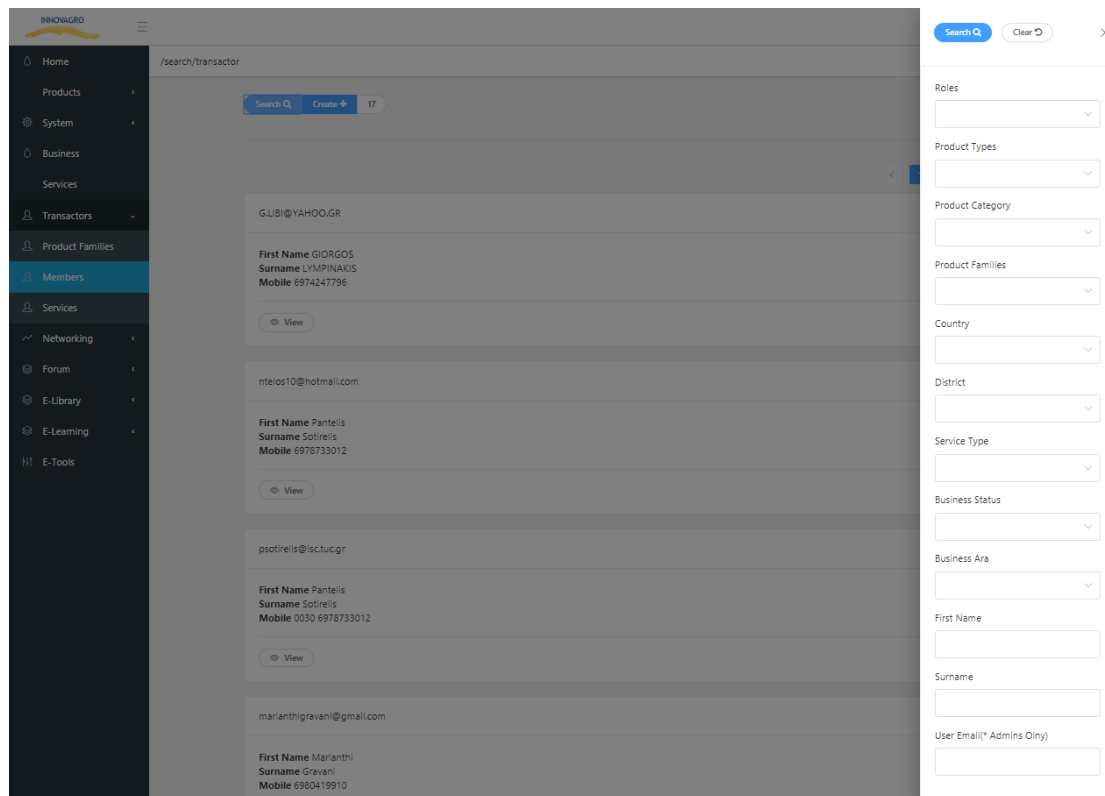 INNOVAGRO
Home
Products
System
Business
Services
Transactors
Product Families
Members
Services
Networking
Forum
E-Library
E-Learning
E-Tools
/search/transactor
Search Create + 17
G.LIBI@YAHOO.GR
First Name GIORGOS
Surname LYMPINAKIS
Mobile 6974247796
View
ntelos10@hotmail.com
First Name Pantelis
Surname Sotirelis
Mobile 6978733012
View
psotirelis@isc.tuc.gr
First Name Pantelis
Surname Sotirelis
Mobile 0030 6978733012
View
marianthigravani@gmail.com
First Name Marianthi
Surname Gravani
Mobile 6980419910
Search Clear
Roles
Product Types
Product Category
Product Families
Country
District
Service Type
Business Status
Business Ara
First Name
Surname
User Email(* Admins Olny)